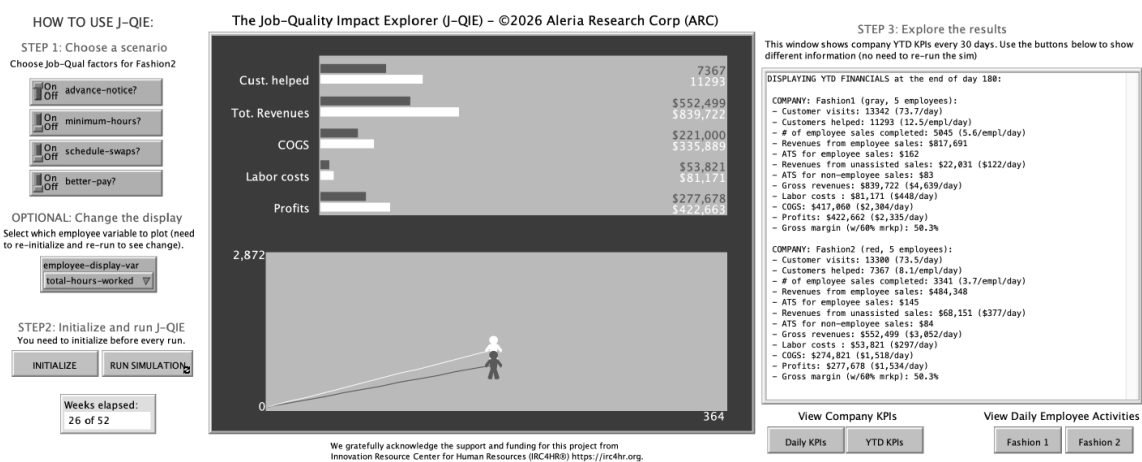 HOW TO USE J-QIE:
STEP 1: Choose a scenario
Choose Job-Qual factors for Fashion2
On
Off
advance-notice?
On
Off
minimum-hours?
On
Off
schedule-swaps?
On
Off
better-pay?
OPTIONAL: Change the display
Select which employee variable to plot (need
to re-initialize and re-run to see change).
employee-display-var
total-hours-worked
STEP2: Initialize and run J-QIE
You need to initialize before every run.
INITIALIZE
RUN SIMULATION
Weeks elapsed:
26 of 52
The Job-Quality Impact Explorer (J-QIE) - ©2026 Aleria Research Corp (ARC)
Cust. helped
7367
11293
Tot. Revenues
$552,499
$839,722
COGS
$221,000
$335,889
Labor costs
$53,821
$81,171
Profits
$277,678
$422,663
2,872
0
364
We gratefully acknowledge the support and funding for this project from
Innovation Resource Center for Human Resources (IRC4HR®) https://irc4hr.org.
STEP 3: Explore the results
This window shows company YTD KPIs every 30 days. Use the buttons below to show
different information (no need to re-run the sim)
DISPLAYING YTD FINANCIALS at the end of day 180:
COMPANY: Fashion1 (gray, 5 employees):
- Customer visits: 13342 (73.7/day)
- Customers helped: 11293 (12.5/empl/day)
- # of employee sales completed: 5045 (5.6/empl/day)
- Revenues from employee sales: $817,691
- ATS for employee sales: $162
- Revenues from unassisted sales: $22,031 ($122/day)
- ATS for non-employee sales: $83
- Gross revenues: $839,722 ($4,639/day)
- Labor costs : $81,171 ($448/day)
- COGS: $417,060 ($2,304/day)
- Profits: $422,662 ($2,335/day)
- Gross margin (w/60% mrkp): 50.3%
COMPANY: Fashion2 (red, 5 employees):
- Customer visits: 13300 (73.5/day)
- Customers helped: 7367 (8.1/empl/day)
- # of employee sales completed: 3341 (3.7/empl/day)
- Revenues from employee sales: $484,348
- ATS for employee sales: $145
- Revenues from unassisted sales: $68,151 ($377/day)
- ATS for non-employee sales: $84
- Gross revenues: $552,499 ($3,052/day)
- Labor costs : $53,821 ($297/day)
- COGS: $274,821 ($1,518/day)
- Profits: $277,678 ($1,534/day)
- Gross margin (w/60% mrkp): 50.3%
View Company KPIs
Daily KPIs
YTD KPIs
View Daily Employee Activities
Fashion 1
Fashion 2